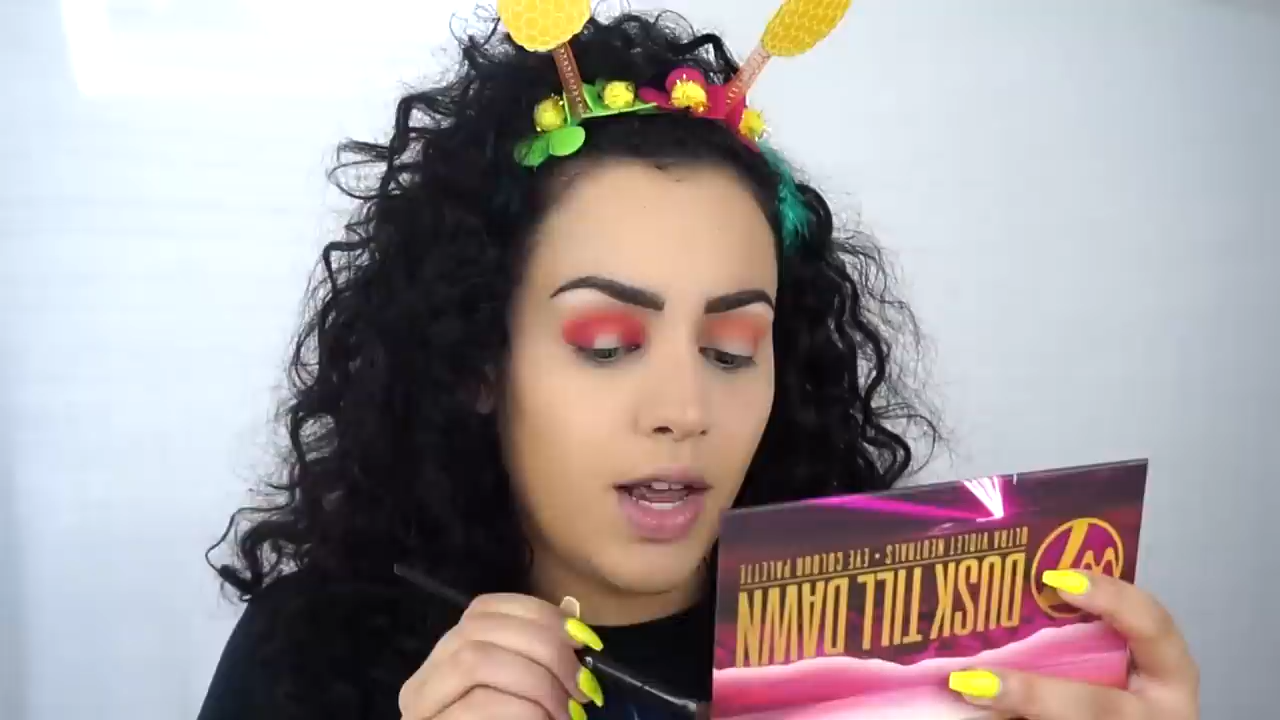 DUSK TILL DAWN
ULTRA VIOLET NEUTRALS • EYE COLOUR PALETTE